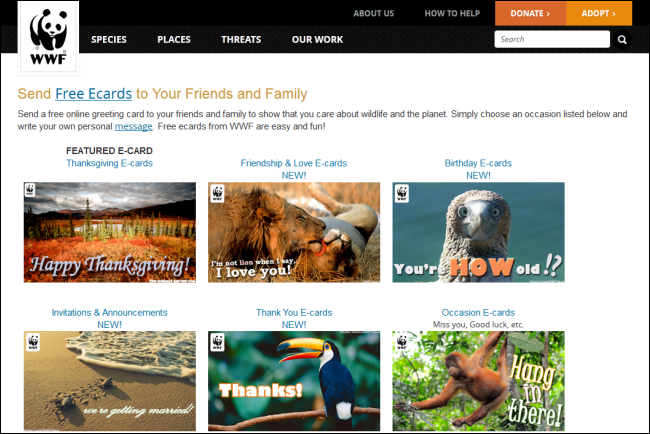 ABOUT US
HOW TO HELP
DONATE ›
ADOPT ›
WWF
SPECIES
PLACES
THREATS
OUR WORK
Search
Send Free Ecards to Your Friends and Family
Send a free online greeting card to your friends and family to show that you care about wildlife and the planet. Simply choose an occasion listed below and
write your own personal message. Free ecards from WWF are easy and fun!
FEATURED E-CARD
Thanksgiving E-cards
Friendship & Love E-cards
NEW!
Birthday E-cards
NEW!
WWF
Happy Thanksgiving!
WWF
I'm not lion when I say,
I love you!
WWF
You're HOW old!?
Invitations & Announcements
NEW!
Thank You E-cards
NEW!
Occasion E-cards
Miss you, Good luck, etc.
WWF
we're getting married!
WWF
Thanks!
WWF
Hang
in
there!